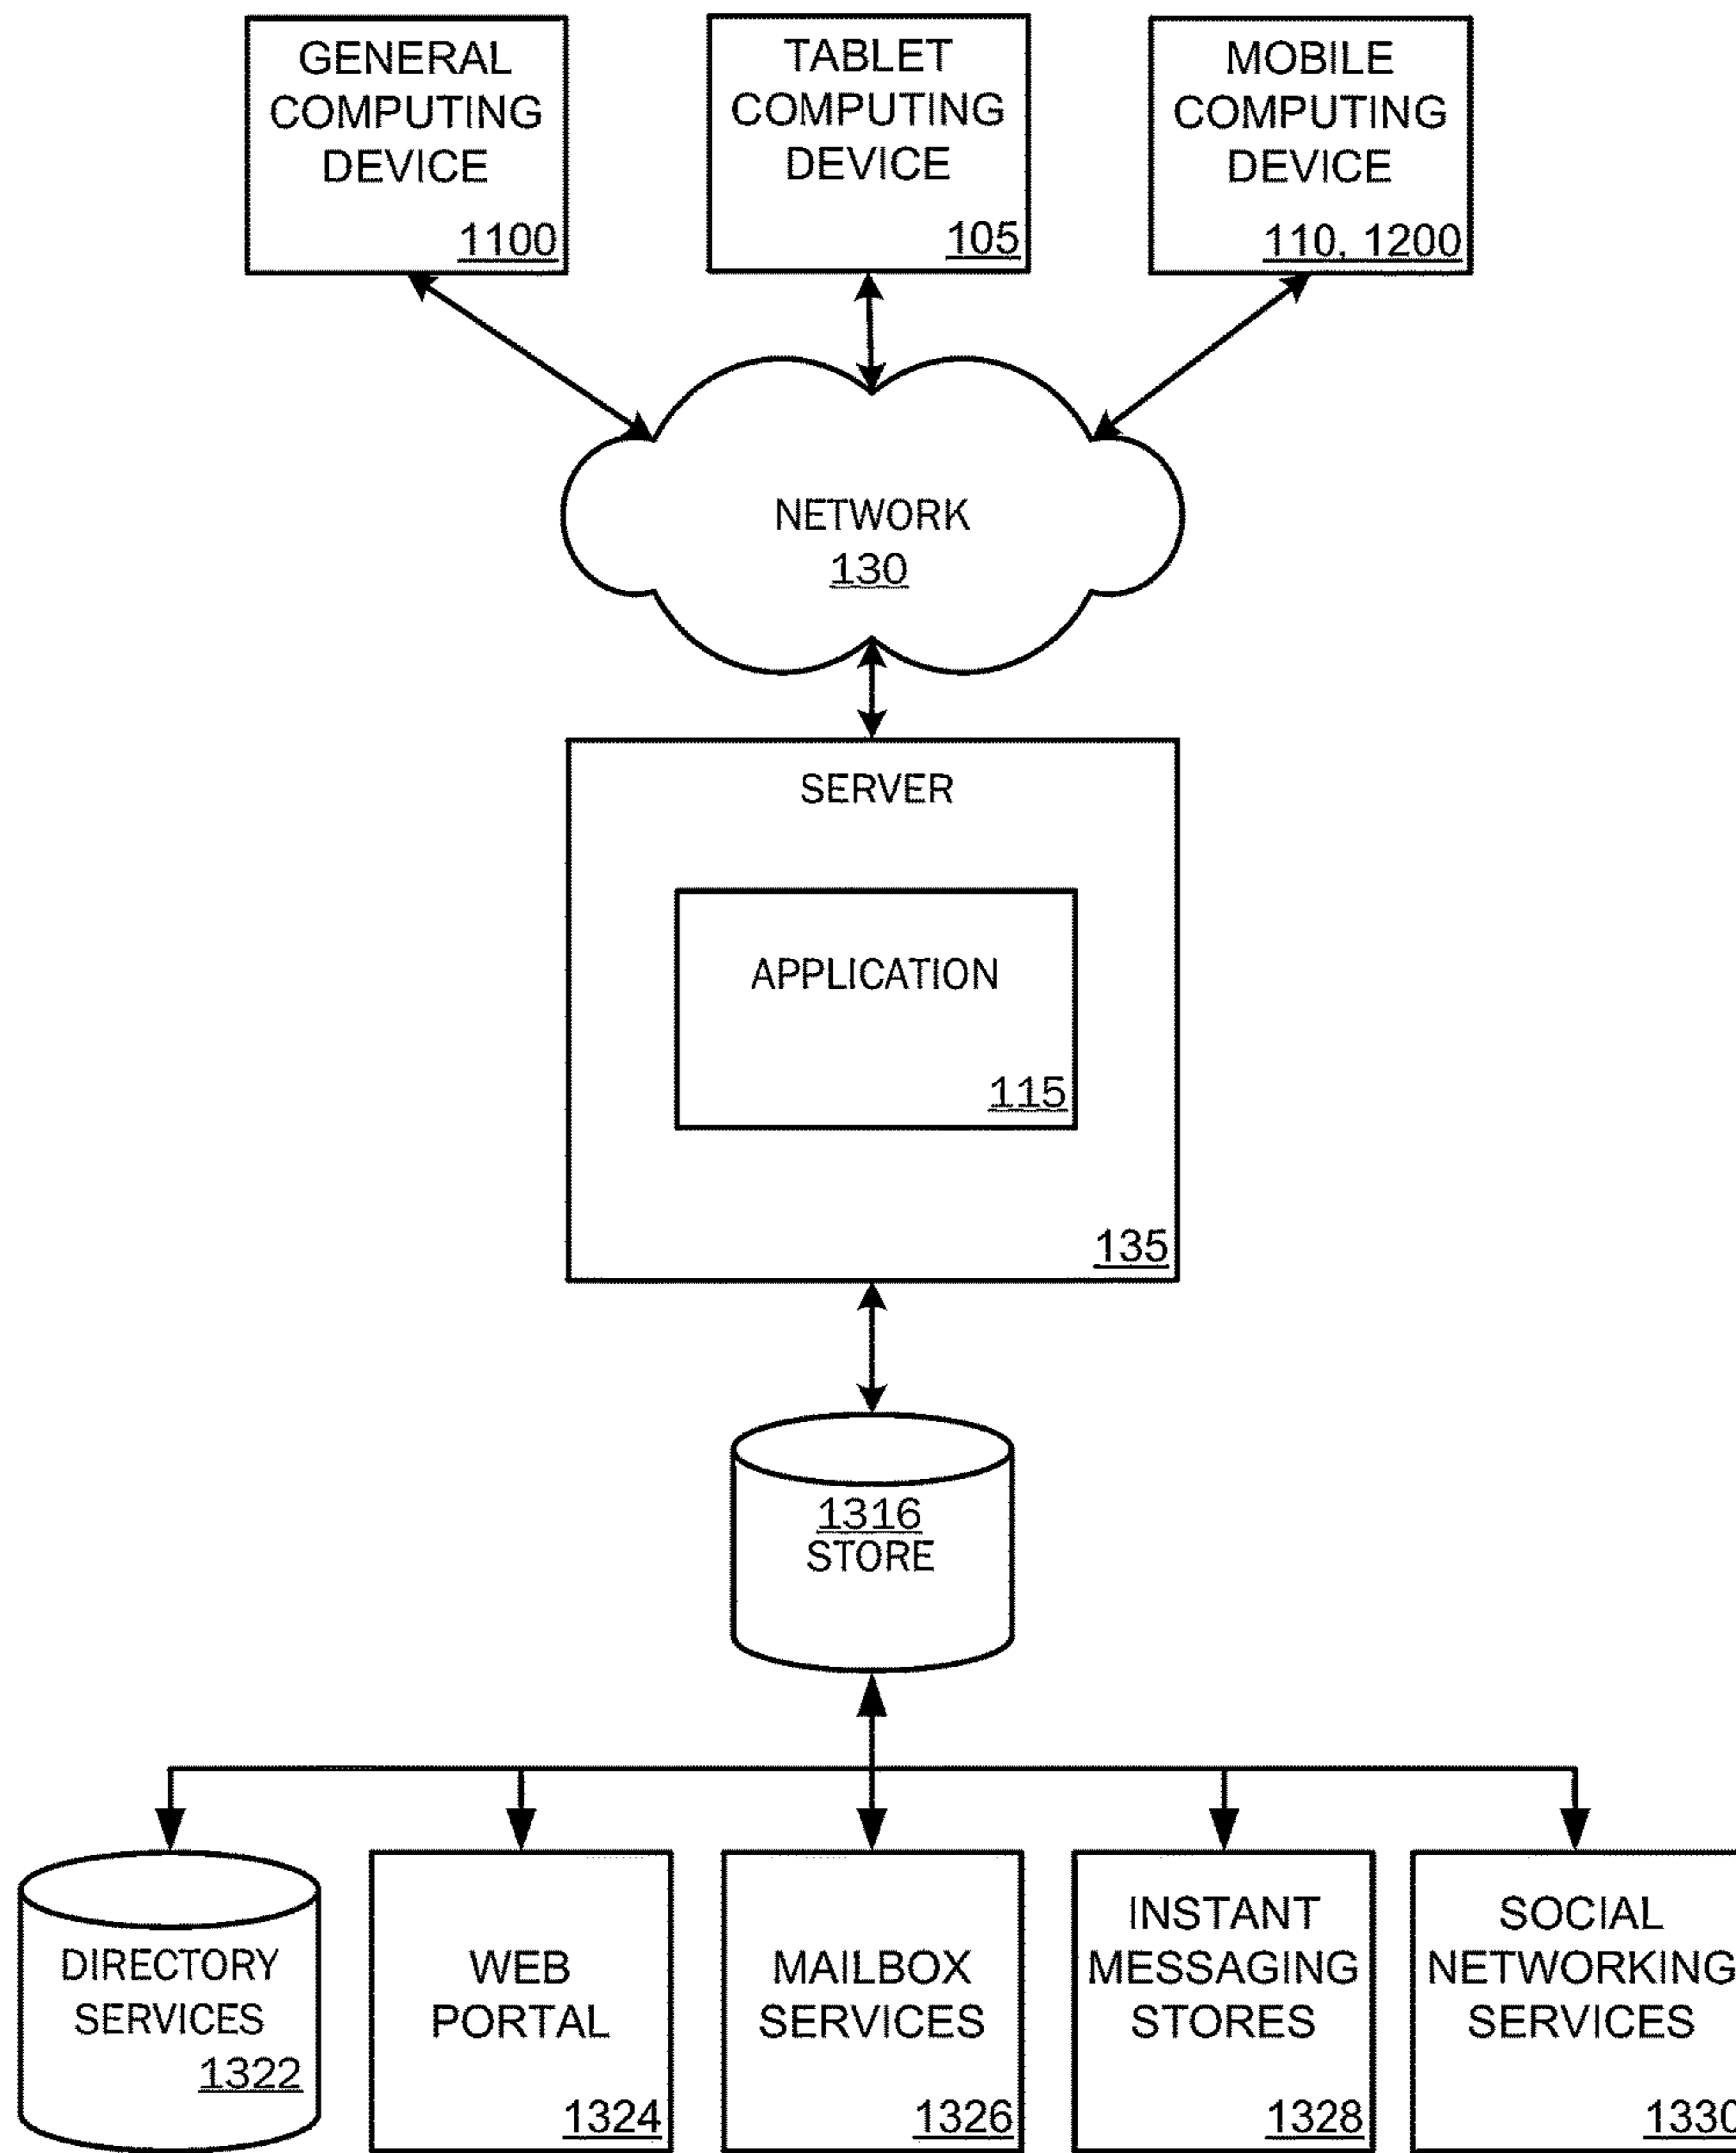 GENERAL
COMPUTING
DEVICE
1100
TABLET
COMPUTING
DEVICE
105
MOBILE
COMPUTING
DEVICE
110, 1200
NETWORK
130
SERVER
APPLICATION
115
135
1316
STORE
DIRECTORY
SERVICES
1322
WEB
PORTAL
1324
MAILBOX
SERVICES
1326
INSTANT
MESSAGING
STORES
1328
SOCIAL
NETWORKING
SERVICES
1330